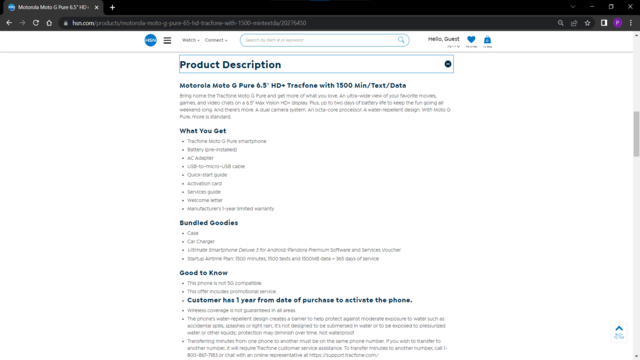 Motorola Moto G Pure 6.5" HD+
hsn.com/products/motorola-moto-g-pure-65-hd-tracfone-with-1500-mintextda/20276450
P
HSN
Watch
Connect
Search by item # or keyword
Hello, Guest
Product Description
Motorola Moto G Pure 6.5" HD+ Tracfone with 1500 Min/Text/Data
Bring home the Tracfone Moto G Pure and get more of what you love. An ultra-wide view of your favorite movies,
games, and video chats on a 6.5" Max Vision HD+ display. Plus, up to two days of battery life to keep the fun going all
weekend long. And there's more. A dual camera system. An octa-core processor. A water-repellent design. With Moto G
Pure, more is standard.
What You Get
Tracfone Moto G Pure smartphone
Battery (pre-installed)
AC Adapter
USB-to-micro-USB cable
Quick-start guide
Activation card
Services guide
Welcome letter
Manufacturer's 1-year limited warranty
Bundled Goodies
Case
Car Charger
Ultimate Smartphone Deluxe 3 for Android/Pandora Premium Software and Services Voucher
Startup Airtime Plan: 1500 minutes, 1500 texts and 1500MB data - 365 days of service
Good to Know
This phone is not 5G compatible.
This offer includes promotional service.
Customer has 1 year from date of purchase to activate the phone.
Wireless coverage is not guaranteed in all areas.
The phone's water-repellent design creates a barrier to help protect against moderate exposure to water such as
accidental spills, splashes or light rain. It's not designed to be submersed in water or to be exposed to pressurized
water or other liquids; protection may diminish over time. Not waterproof.
Transferring minutes from one phone to another must be on the same phone number. If you wish to transfer to
another number, it will require Tracfone customer service assistance. To transfer minutes to another number, call 1-
800-867-7183 or chat with an online representative at https://support.tracfone.com/
BACK
TO TOP